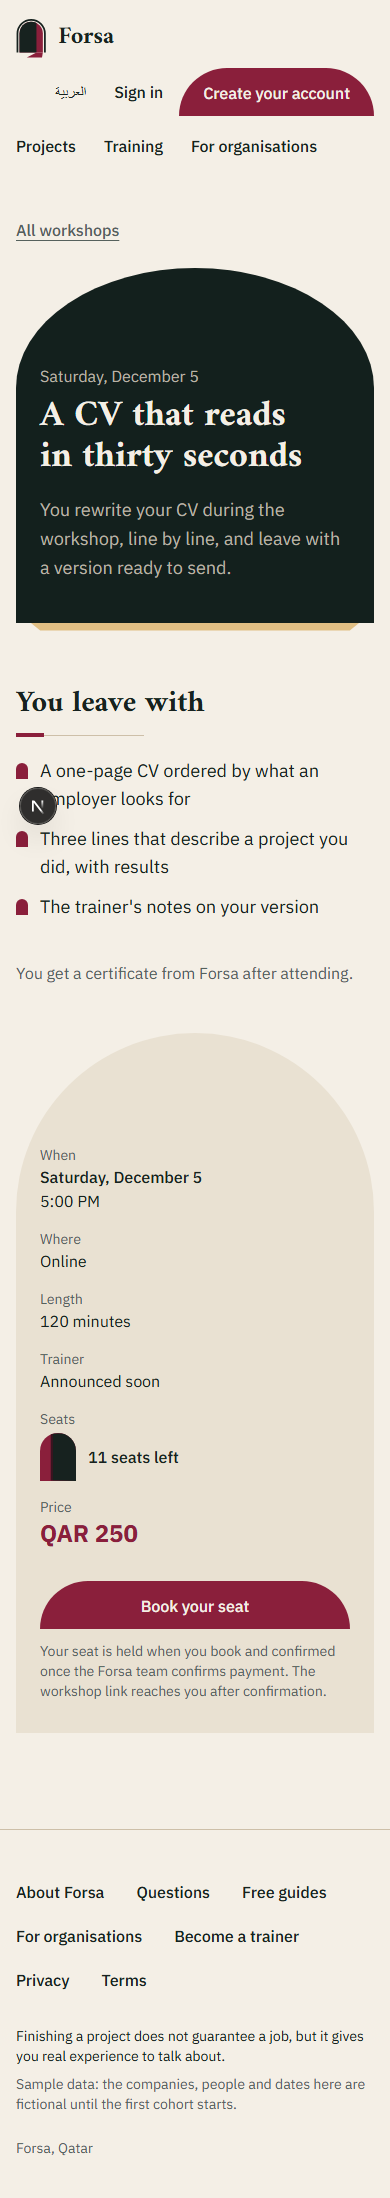 Forsa
العربية
Sign in
Create your account
Projects
Training
For organisations
All workshops
Saturday, December 5
A CV that reads
in thirty seconds
You rewrite your CV during the
workshop, line by line, and leave with
a version ready to send.
You leave with
A one-page CV ordered by what an
mployer looks for
N
Three lines that describe a project you
did, with results
The trainer's notes on your version
You get a certificate from Forsa after attending.
When
Saturday, December 5
5:00 PM
Where
Online
Length
120 minutes
Trainer
Announced soon
Seats
11 seats left
Price
QAR 250
Book your seat
Your seat is held when you book and confirmed
once the Forsa team confirms payment. The
workshop link reaches you after confirmation.
About Forsa
Questions
Free guides
For organisations
Become a trainer
Privacy
Terms
Finishing a project does not guarantee a job, but it gives
you real experience to talk about.
Sample data: the companies, people and dates here are
fictional until the first cohort starts.
Forsa, Qatar